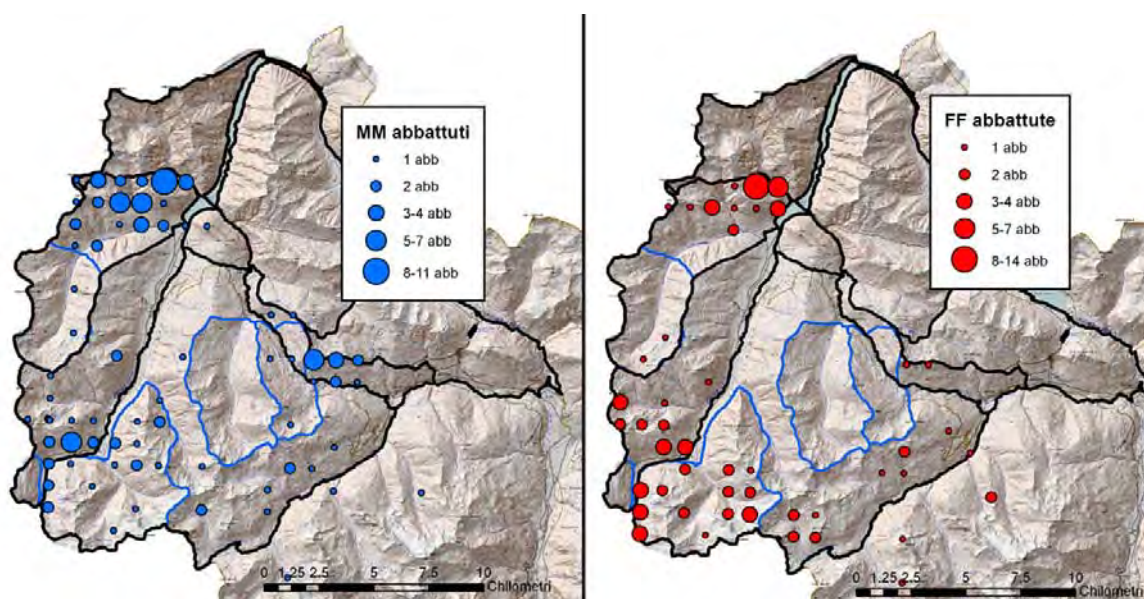 MM abbattuti
1 abb
2 abb
3-4 abb
5-7 abb
8-11 abb
0 1.25 2.5 5 7.5 10
Chilometri
FF abbattute
1 abb
2 abb
3-4 abb
5-7 abb
8-14 abb
0 1.25 2.5 5 7.5 10
Chilometri